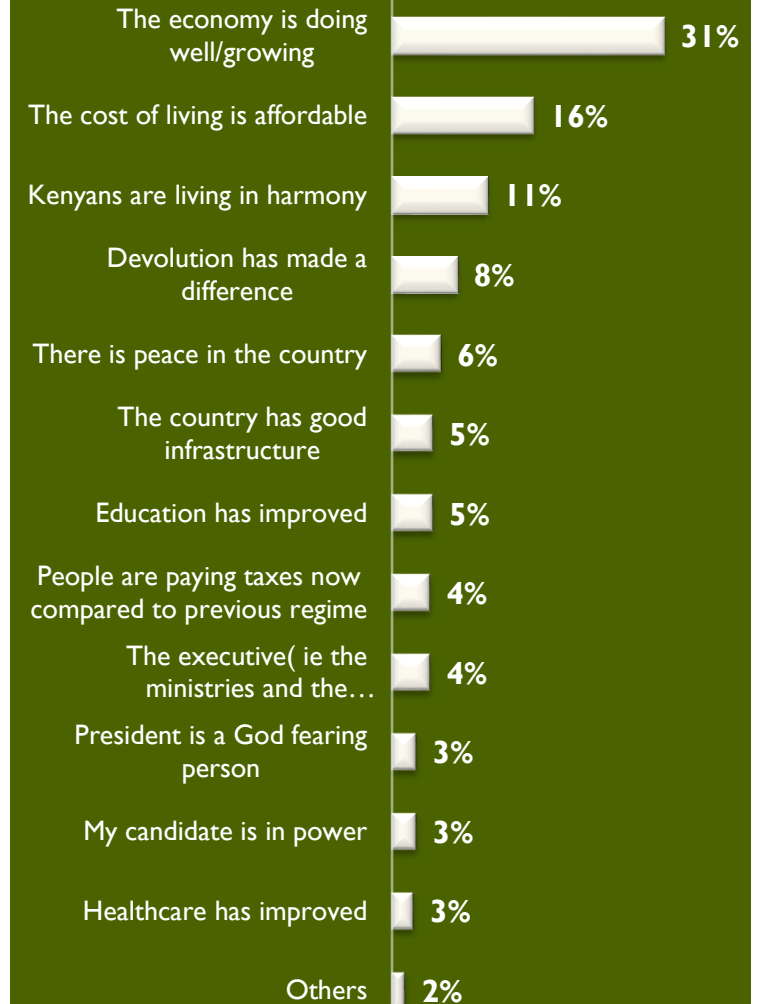 The economy is doing
well/growing
31%
The cost of living is affordable
16%
Kenyans are living in harmony
11%
Devolution has made a
difference
8%
There is peace in the country
6%
The country has good
infrastructure
5%
Education has improved
5%
People are paying taxes now
compared to previous regime
4%
The executive( ie the
ministries and the…
4%
President is a God fearing
person
3%
My candidate is in power
3%
Healthcare has improved
3%
Others
2%